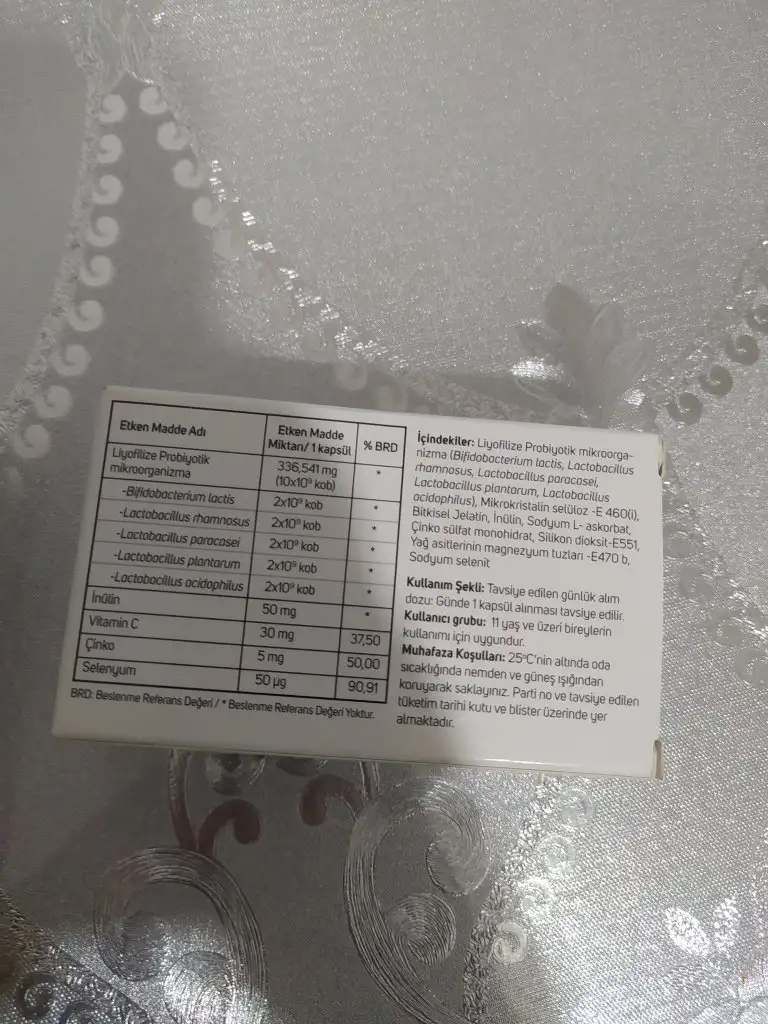 Etken Madde Adı
Etken Madde
Miktarı/ 1 kapsül
% BRD
Liyofilize Probiyotik
mikroorganizma
336,541 mg
(10x10⁹ kob)
*
-Bifidobacterium lactis
2x10⁹ kob
*
-Lactobacillus rhamnosus
2x10⁹ kob
*
-Lactobacillus paracasei
2x10⁹ kob
*
-Lactobacillus plantarum
2x10⁹ kob
*
-Lactobacillus acidophilus
2x10⁹ kob
*
İnülin
50 mg
*
Vitamin C
30 mg
37,50
Çinko
5 mg
50,00
Selenyum
50 µg
90,91
BRD: Beslenme Referans Değeri / * Beslenme Referans Değeri Yoktur.
İçindekiler: Liyofilize Probiyotik mikroorga-
nizma (Bifidobacterium lactis, Lactobacillus
rhamnosus, Lactobacillus paracasei,
Lactobacillus plantarum, Lactobacillus
acidophilus), Mikrokristalin selüloz -E 460(i),
Bitkisel Jelatin, İnülin, Sodyum L- askorbat,
Çinko sülfat monohidrat, Silikon dioksit-E551,
Yağ asitlerinin magnezyum tuzları -E470 b,
Sodyum selenit
Kullanım Şekli: Tavsiye edilen günlük alım
dozu: Günde 1 kapsül alınması tavsiye edilir.
Kullanıcı grubu: 11 yaş ve üzeri bireylerin
kullanımı için uygundur.
Muhafaza Koşulları: 25°C'nin altında oda
sıcaklığında nemden ve güneş ışığından
koruyarak saklayınız. Parti no ve tavsiye edilen
tüketim tarihi kutu ve blister üzerinde yer
almaktadır.